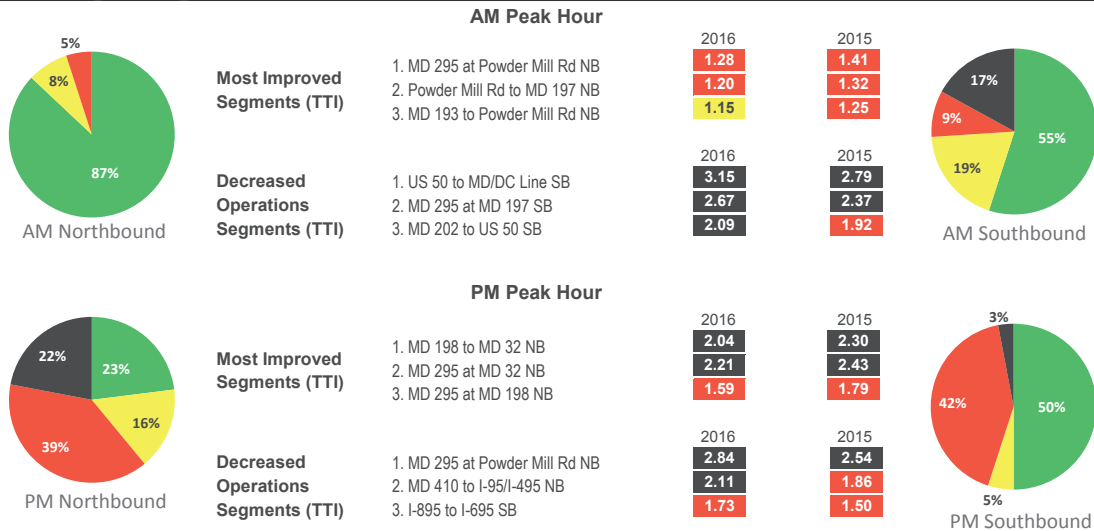 AM Peak Hour
5%
8%
87%
AM Northbound
2016 2015
Most Improved
Segments (TTI)
1. MD 295 at Powder Mill Rd NB 1.28 1.41
2. Powder Mill Rd to MD 197 NB 1.20 1.32
3. MD 193 to Powder Mill Rd NB 1.15 1.25
2016 2015
Decreased
Operations
Segments (TTI)
1. US 50 to MD/DC Line SB 3.15 2.79
2. MD 295 at MD 197 SB 2.67 2.37
3. MD 202 to US 50 SB 2.09 1.92
17%
9%
55%
19%
AM Southbound
PM Peak Hour
22%
23%
16%
39%
PM Northbound
2016 2015
Most Improved
Segments (TTI)
1. MD 198 to MD 32 NB 2.04 2.30
2. MD 295 at MD 32 NB 2.21 2.43
3. MD 295 at MD 198 NB 1.59 1.79
2016 2015
Decreased
Operations
Segments (TTI)
1. MD 295 at Powder Mill Rd NB 2.84 2.54
2. MD 410 to I-95/I-495 NB 2.11 1.86
3. I-895 to I-695 SB 1.73 1.50
3%
42%
50%
5%
PM Southbound